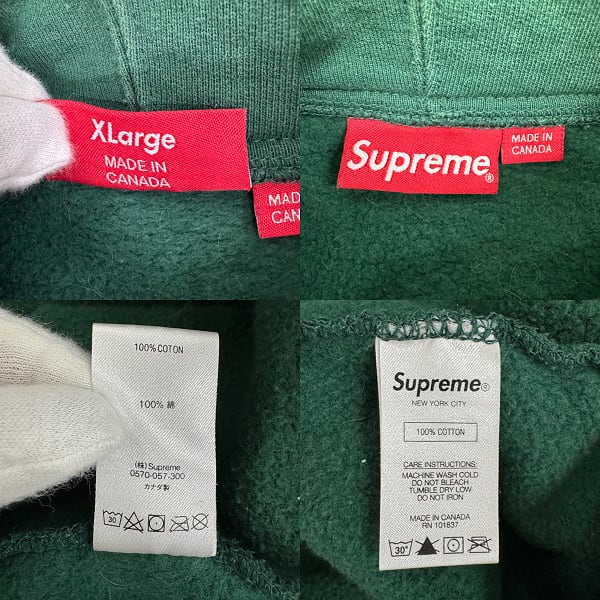 XLarge
MADE IN
CANADA
MAD
CAN
Supreme®
MADE IN
CANADA
100% COTON
100% 綿
(株) Supreme
0570-057-300
カナダ製
30
Supreme®
NEW YORK CITY
100% COTTON
CARE INSTRUCTIONS:
MACHINE WASH COLD
DO NOT BLEACH
TUMBLE DRY LOW
DO NOT IRON
MADE IN CANADA
RN 101837
30°